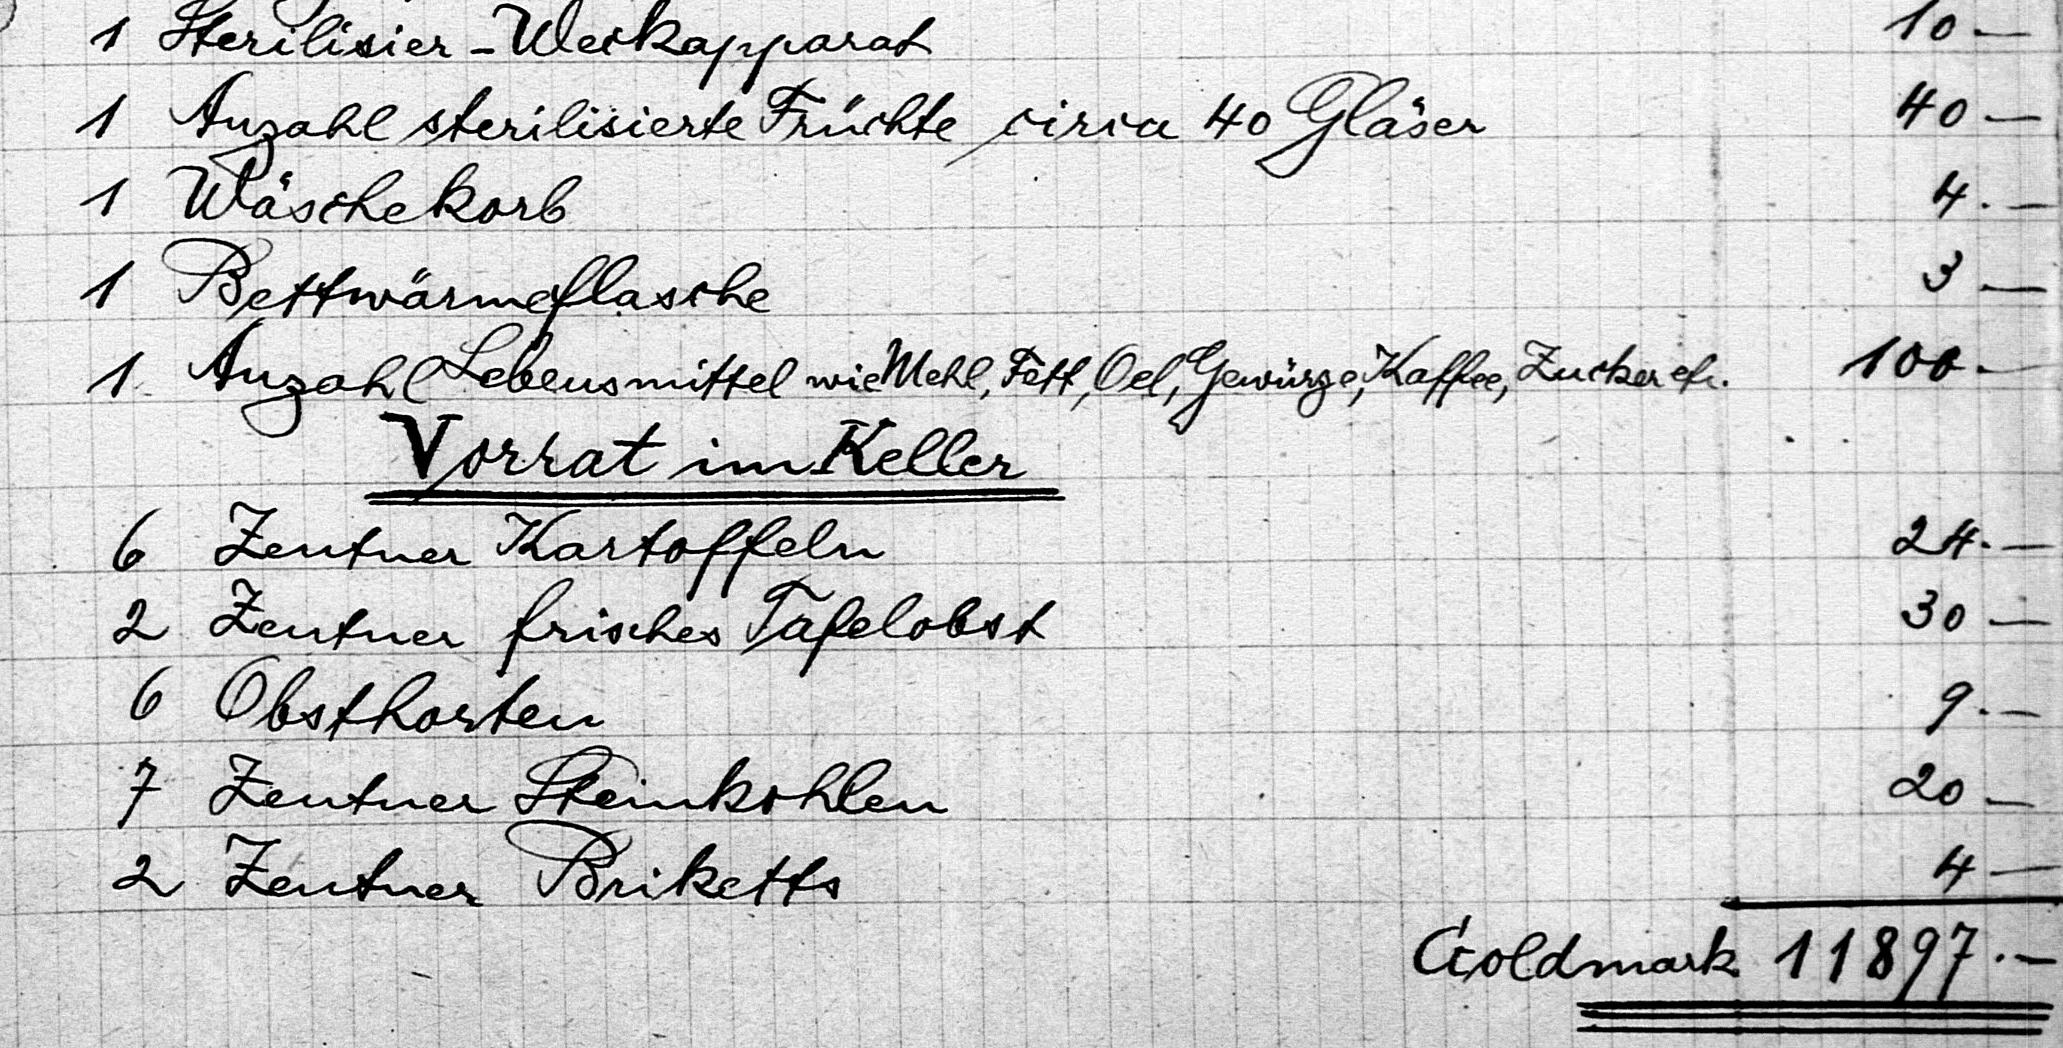 1 Sterilisier-Weckapparat 10 —
1 Anzahl sterilisierte Früchte circa 40 Gläser 40 —
1 Wäschekorb 4. —
1 Bettwärmeflasche 3 —
1 Anzahl Lebensmittel wie Mehl, Fett, Oel, Gewürze, Kaffee, Zucker etc. 100. —
Vorrat im Keller
6 Zentner Kartoffeln 24. —
2 Zentner frisches Tafelobst 30 —
6 Obsthorten 9. —
7 Zentner Steinkohlen 20 —
2 Zentner Briketts 4 —
Goldmark 11897. —